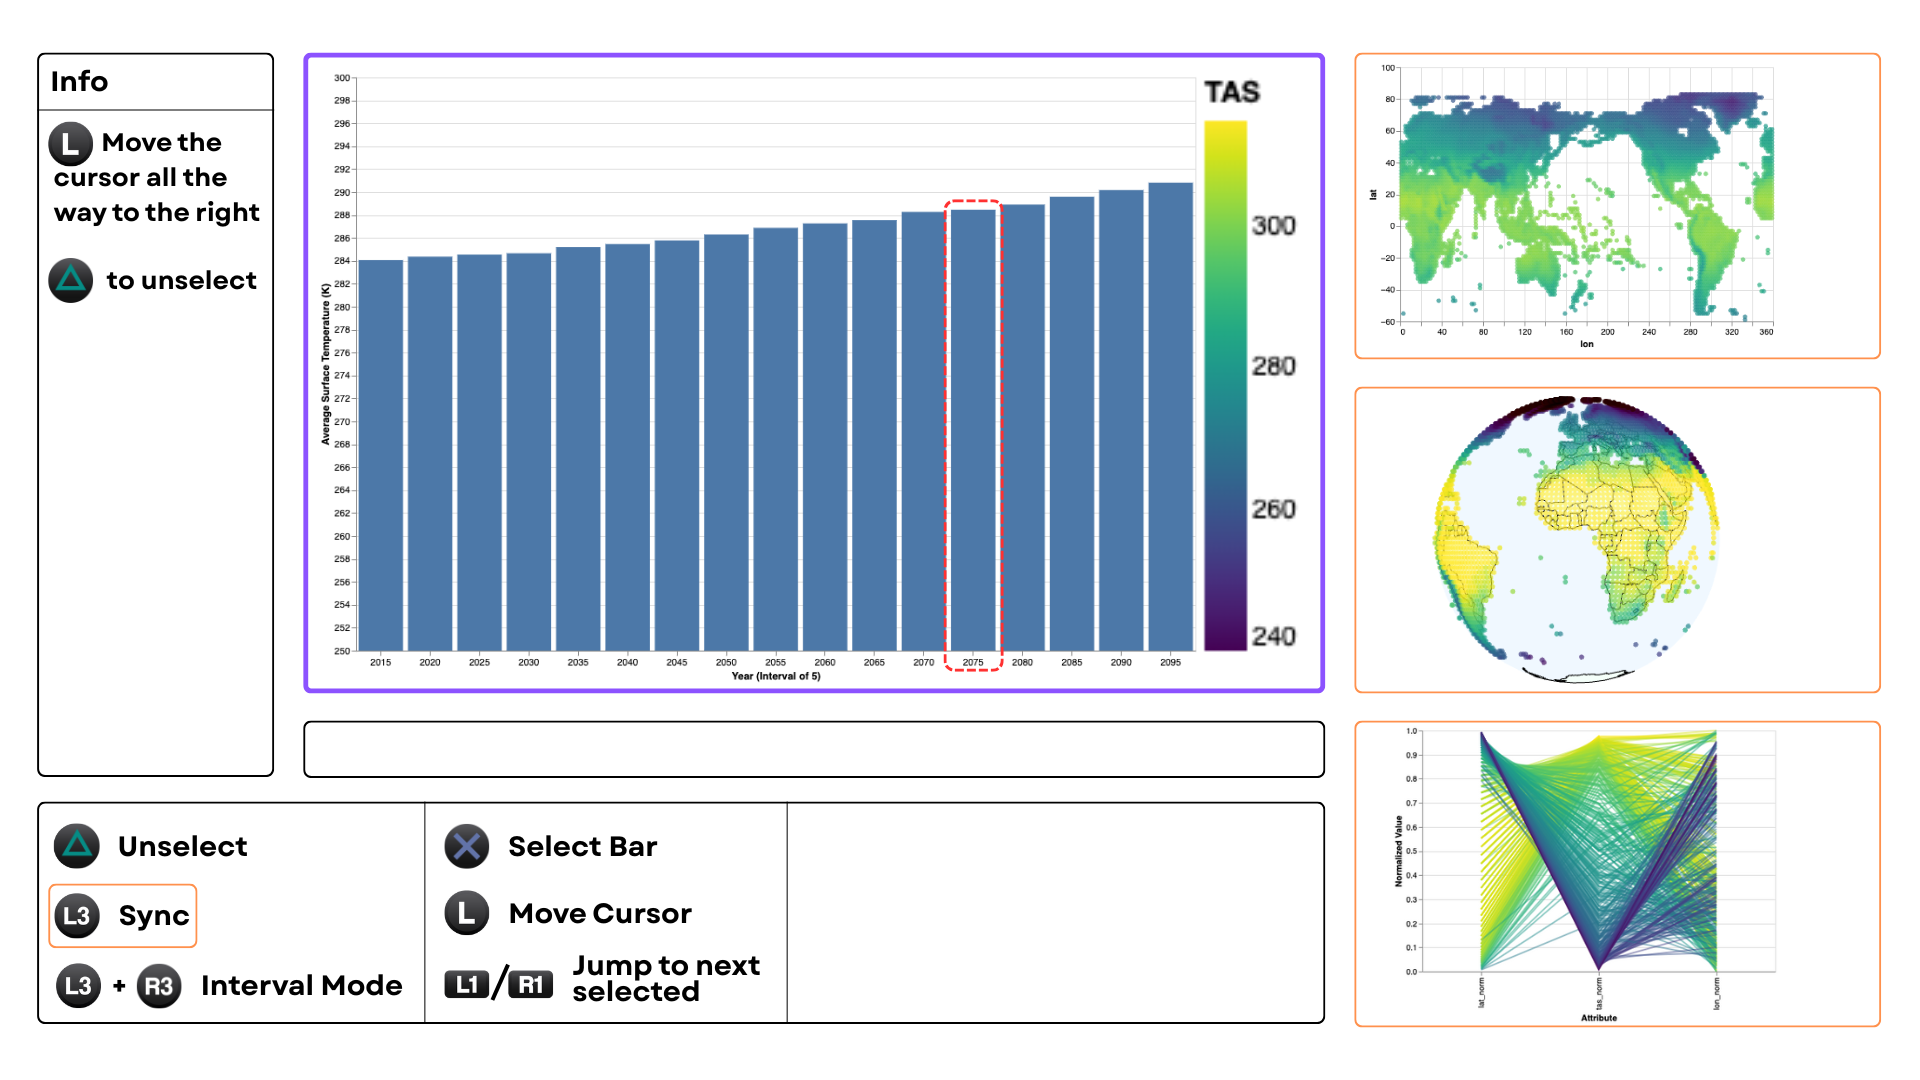 Info
L Move the
cursor all the
way to the right
to unselect
300
298
296
294
292
290
288
286
284
282
280
278
276
274
272
270
268
266
264
262
260
258
256
254
252
250
Average Surface Temperature (K)
2015 2020 2025 2030 2035 2040 2045 2050 2055 2060 2065 2070 2075 2080 2085 2090 2095
Year (Interval of 5)
TAS
300
280
260
240
100
80
60
40
20
0
−20
−40
−60
lat
0 40 80 120 160 200 240 280 320 360
lon
1.0
0.9
0.8
0.7
0.6
0.5
0.4
0.3
0.2
0.1
0.0
Normalized Value
lat_norm
tas_norm
lon_norm
Attribute
Unselect
L3 Sync
L3 + R3 Interval Mode
Select Bar
L Move Cursor
L1 / R1 Jump to next
selected